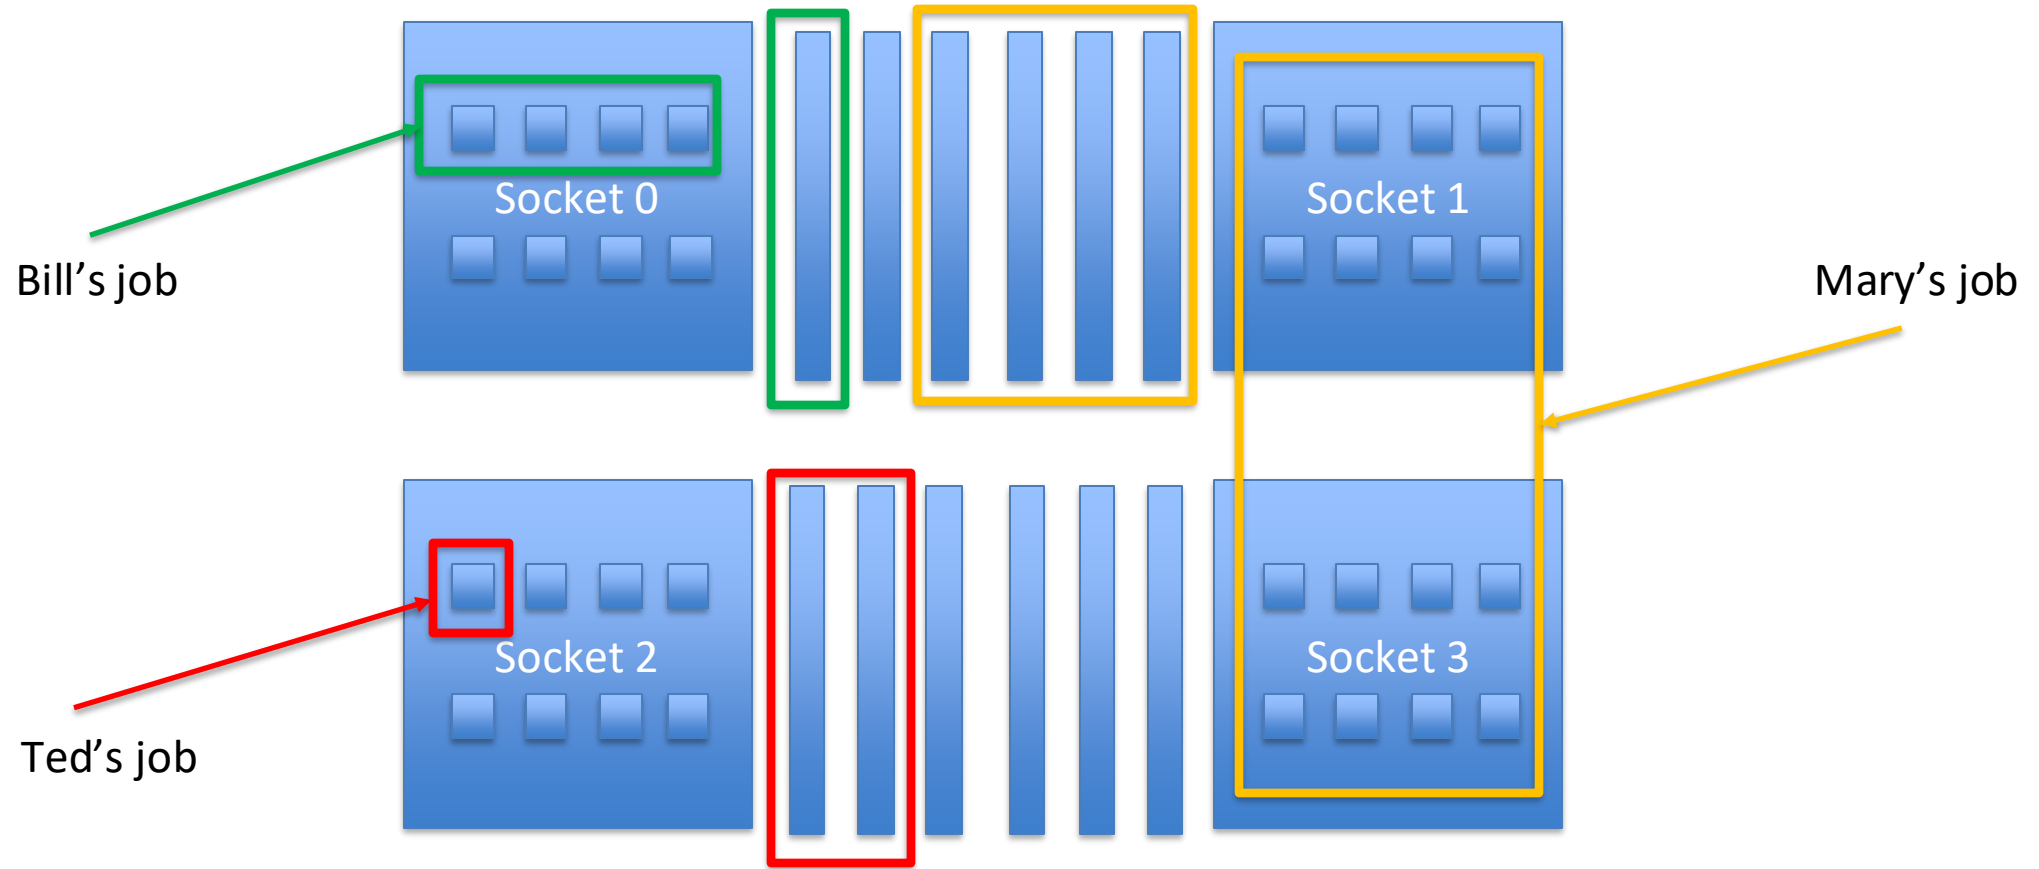 Socket 0
Socket 1
Bill's job
Mary's job
Socket 2
Socket 3
Ted's job